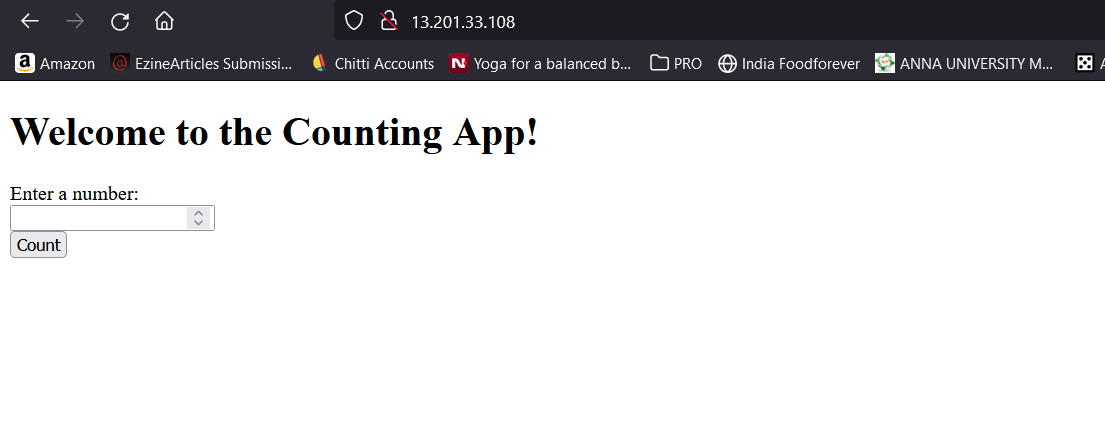 13.201.33.108
Amazon EzineArticles Submissi... Chitti Accounts Yoga for a balanced b... PRO India Foodforever ANNA UNIVERSITY M... A
Welcome to the Counting App!
Enter a number:
Count